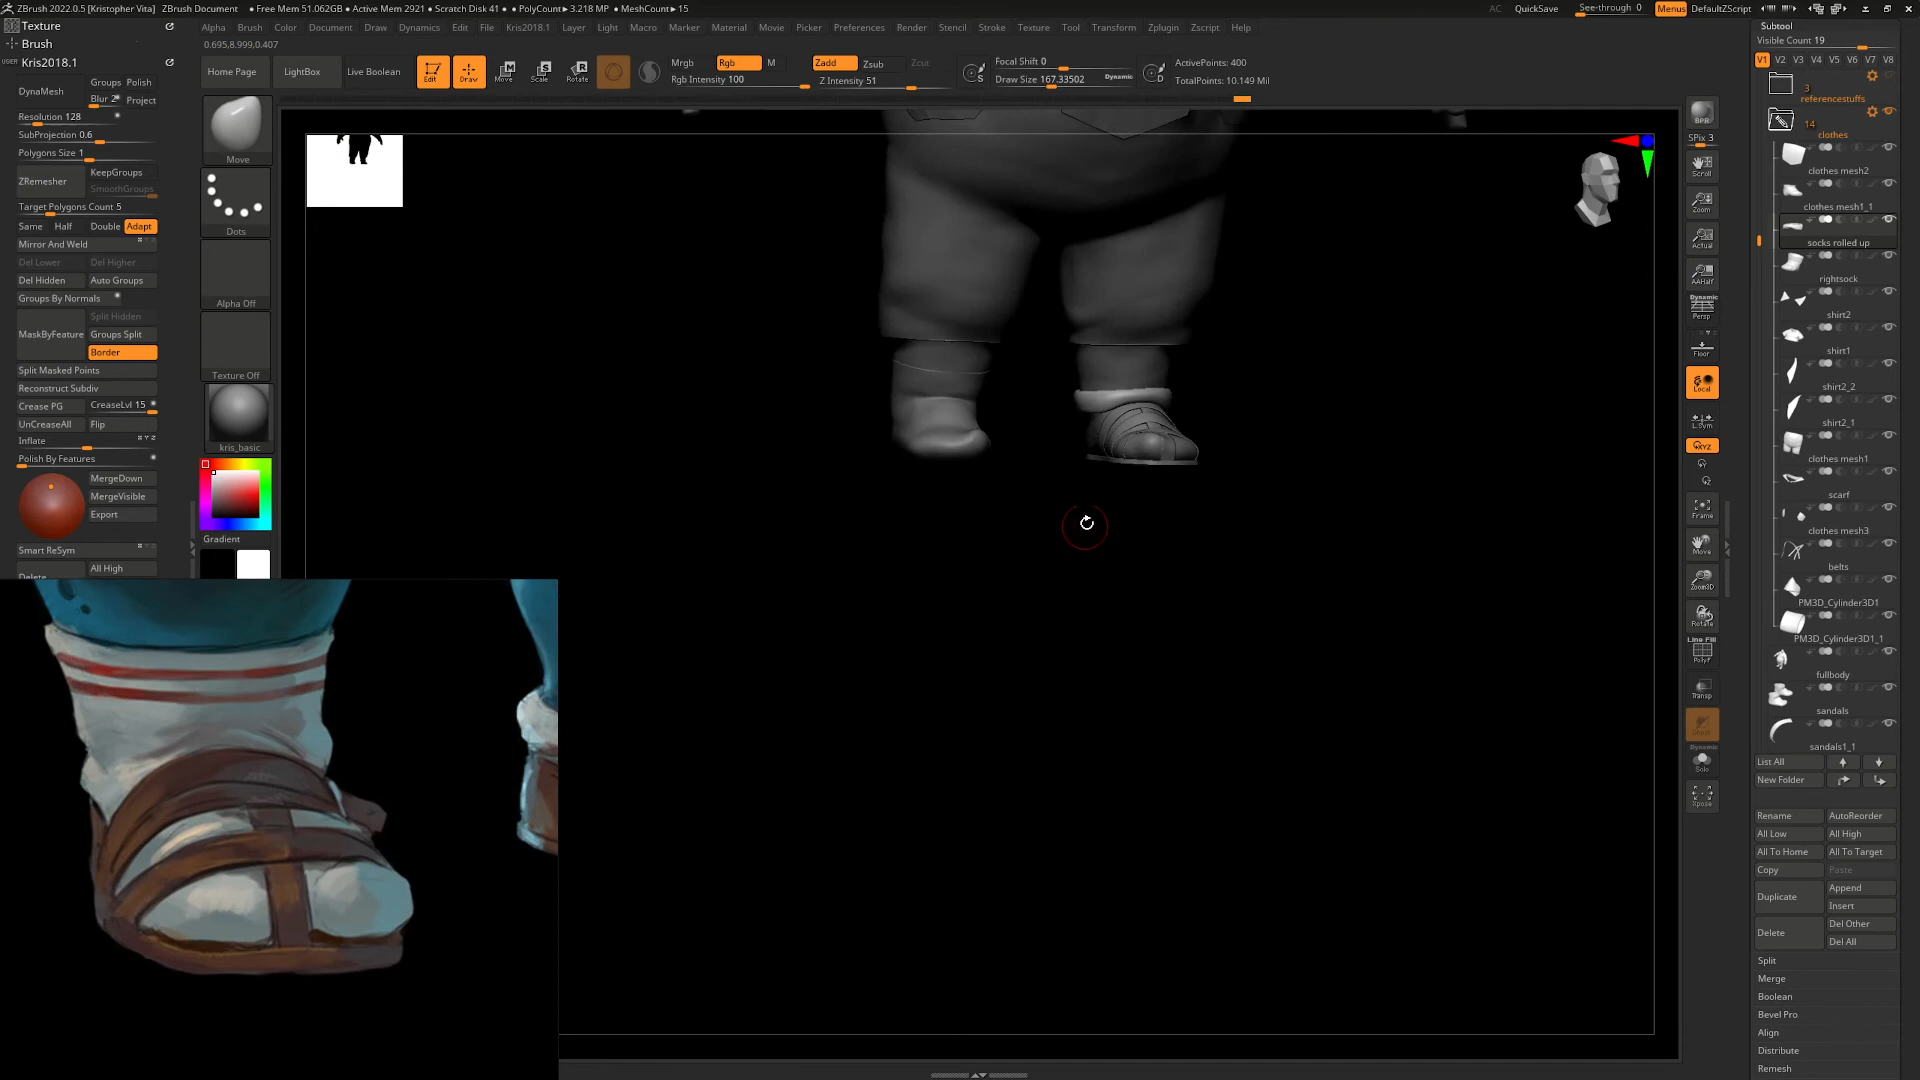 ZBrush 2022.0.5 [Kristopher Vita] ZBrush Document • Free Mem 51.062GB • Active Mem 2921 • Scratch Disk 41 • • PolyCount► 3.218 MP • MeshCount► 15
AC QuickSave See-through 0 Menus DefaultZScript
Texture
Brush
Kris2018.1
Alpha Brush Color Document Draw Dynamics Edit File Kris2018.1 Layer Light Macro Marker Material Movie Picker Preferences Render Stencil Stroke Texture Tool Transform Zplugin Zscript Help
0.695,8.999,0.407
Home Page LightBox Live Boolean
Edit Draw Move Scale Rotate
Mrgb Rgb M
Rgb Intensity 100
Zadd Zsub Zcut
Z Intensity 51
Focal Shift 0
Draw Size 167.33502 Dynamic
ActivePoints: 400
TotalPoints: 10.149 Mil
DynaMesh
Groups Polish
Blur 2 Project
Resolution 128
SubProjection 0.6
Polygons Size 1
ZRemesher
KeepGroups
SmoothGroups
Target Polygons Count 5
Same Half Double Adapt
Mirror And Weld
Del Lower Del Higher
Del Hidden Auto Groups
Groups By Normals
MaskByFeature
Split Hidden
Groups Split
Border
Split Masked Points
Reconstruct Subdiv
Crease PG CreaseLvl 15
UnCreaseAll Flip
Inflate
Polish By Features
MergeDown
MergeVisible
Export
Smart ReSym
All High
Delete
Move
Dots
Alpha Off
Texture Off
kris_basic
Gradient
BPR
SPix 3
Scroll
Zoom
Actual
AAHalf
Dynamic
Persp
Floor
Local
L.Sym
XYZ
Frame
Move
Zoom3D
Rotate
Line Fill
PolyF
Transp
Ghost
Dynamic
Solo
Xpose
Subtool
Visible Count 19
V1 V2 V3 V4 V5 V6 V7 V8
3
referencestuffs
14
clothes
clothes mesh2
clothes mesh1_1
socks rolled up
rightsock
shirt2
shirt1
shirt2_2
shirt2_1
clothes mesh1
scarf
clothes mesh3
belts
PM3D_Cylinder3D1
PM3D_Cylinder3D1_1
fullbody
sandals
sandals1_1
List All
New Folder
Rename AutoReorder
All Low All High
All To Home All To Target
Copy Paste
Duplicate
Append
Insert
Delete
Del Other
Del All
Split
Merge
Boolean
Bevel Pro
Align
Distribute
Remesh